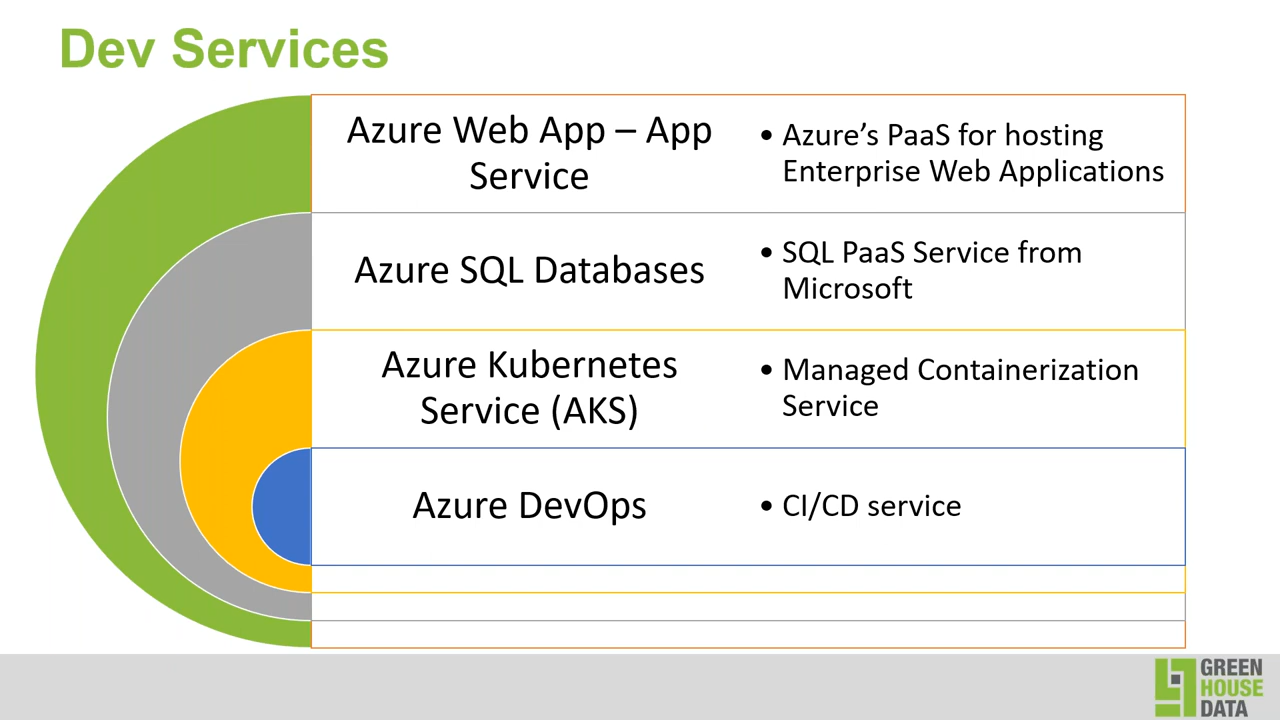 Dev Services
Azure Web App – App
Service
• Azure’s PaaS for hosting
Enterprise Web Applications
Azure SQL Databases
• SQL PaaS Service from
Microsoft
Azure Kubernetes
Service (AKS)
• Managed Containerization
Service
Azure DevOps
• CI/CD service
GREEN
HOUSE
DATA